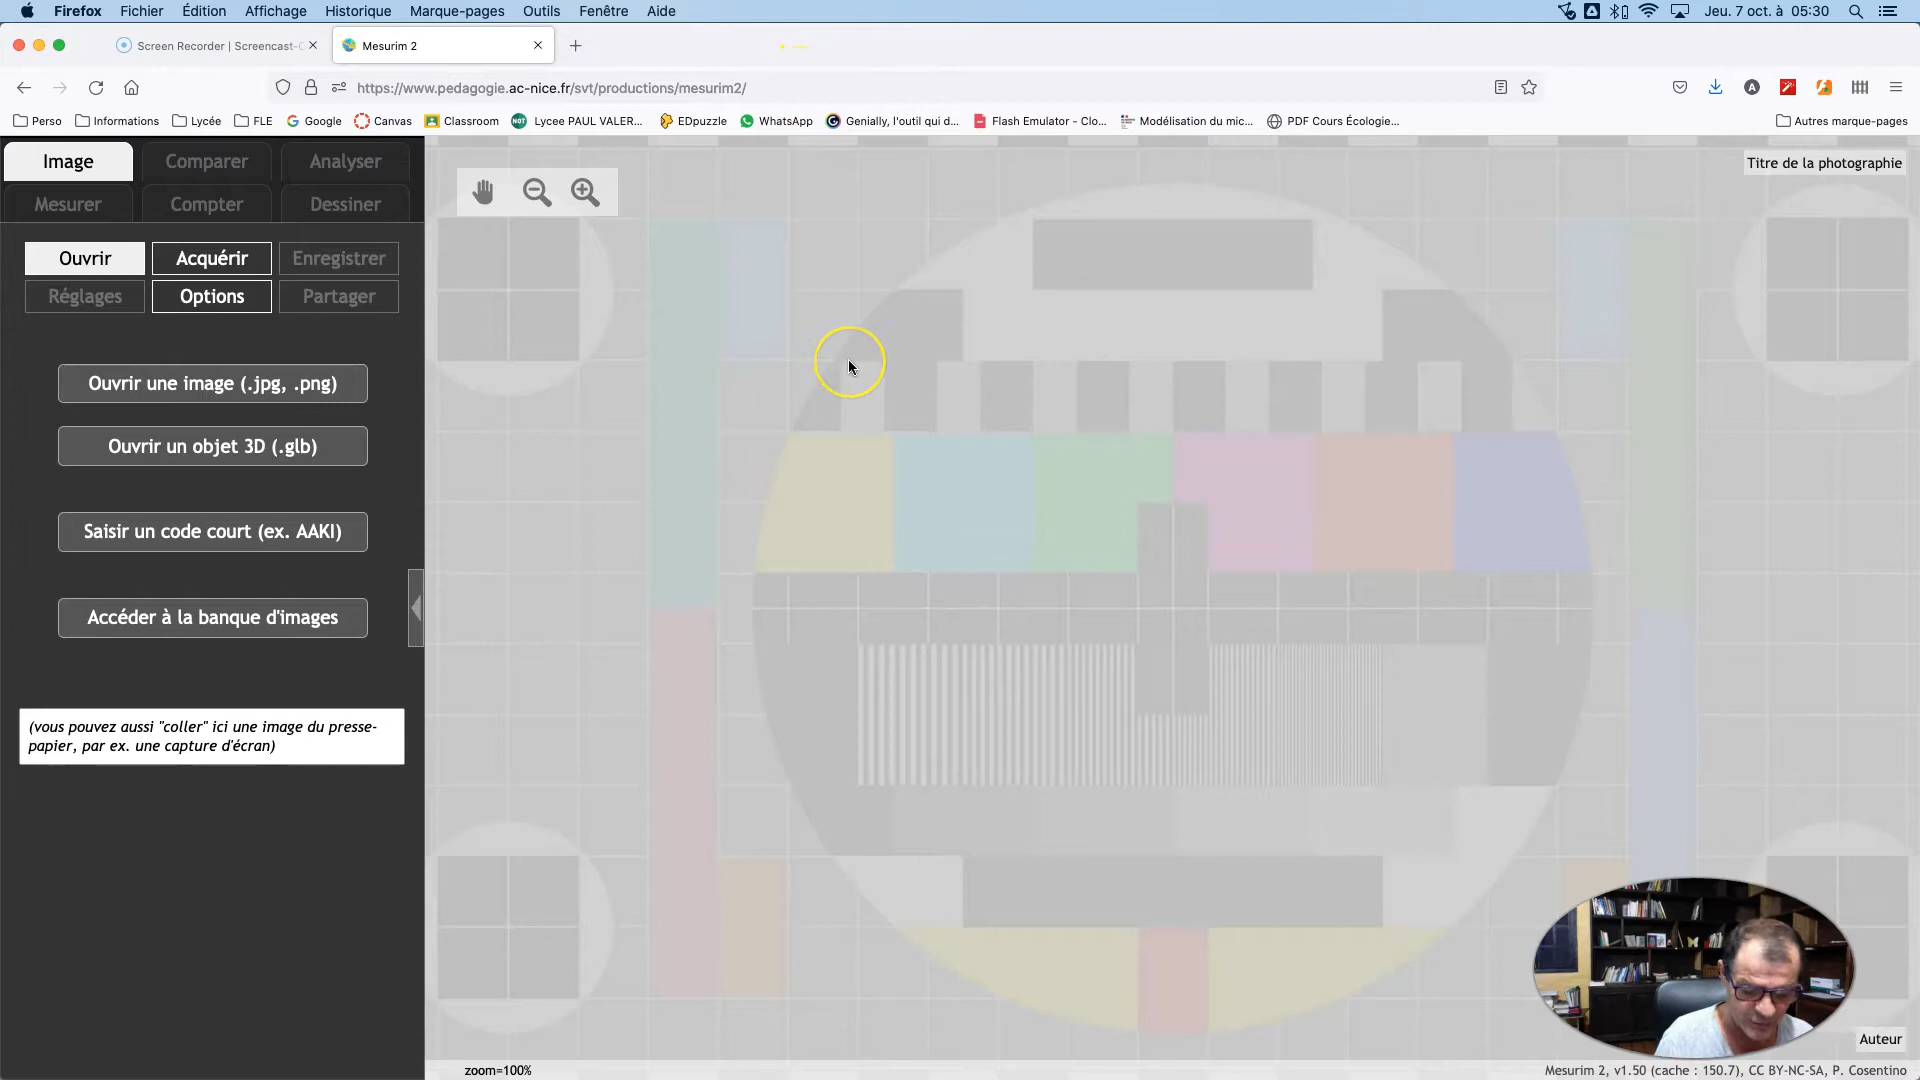 Firefox Fichier Édition Affichage Historique Marque-pages Outils Fenêtre Aide Jeu. 7 oct. à 05:30
Screen Recorder | Screencast- Mesurim 2
https://www.pedagogie.ac-nice.fr/svt/productions/mesurim2/
Perso Informations Lycée FLE Google Canvas Classroom Lycee PAUL VALER... EDpuzzle WhatsApp Genially, l'outil qui d... Flash Emulator - Clo... Modélisation du mic... PDF Cours Écologie... Autres marque-pages
Image Comparer Analyser
Titre de la photographie
Mesurer Compter Dessiner
Ouvrir Acquérir Enregistrer
Réglages Options Partager
Ouvrir une image (.jpg, .png)
Ouvrir un objet 3D (.glb)
Saisir un code court (ex. AAKI)
Accéder à la banque d'images
(vous pouvez aussi "coller" ici une image du presse-
papier, par ex. une capture d'écran)
Auteur
zoom=100%
Mesurim 2, v1.50 (cache : 150.7), CC BY-NC-SA, P. Cosentino